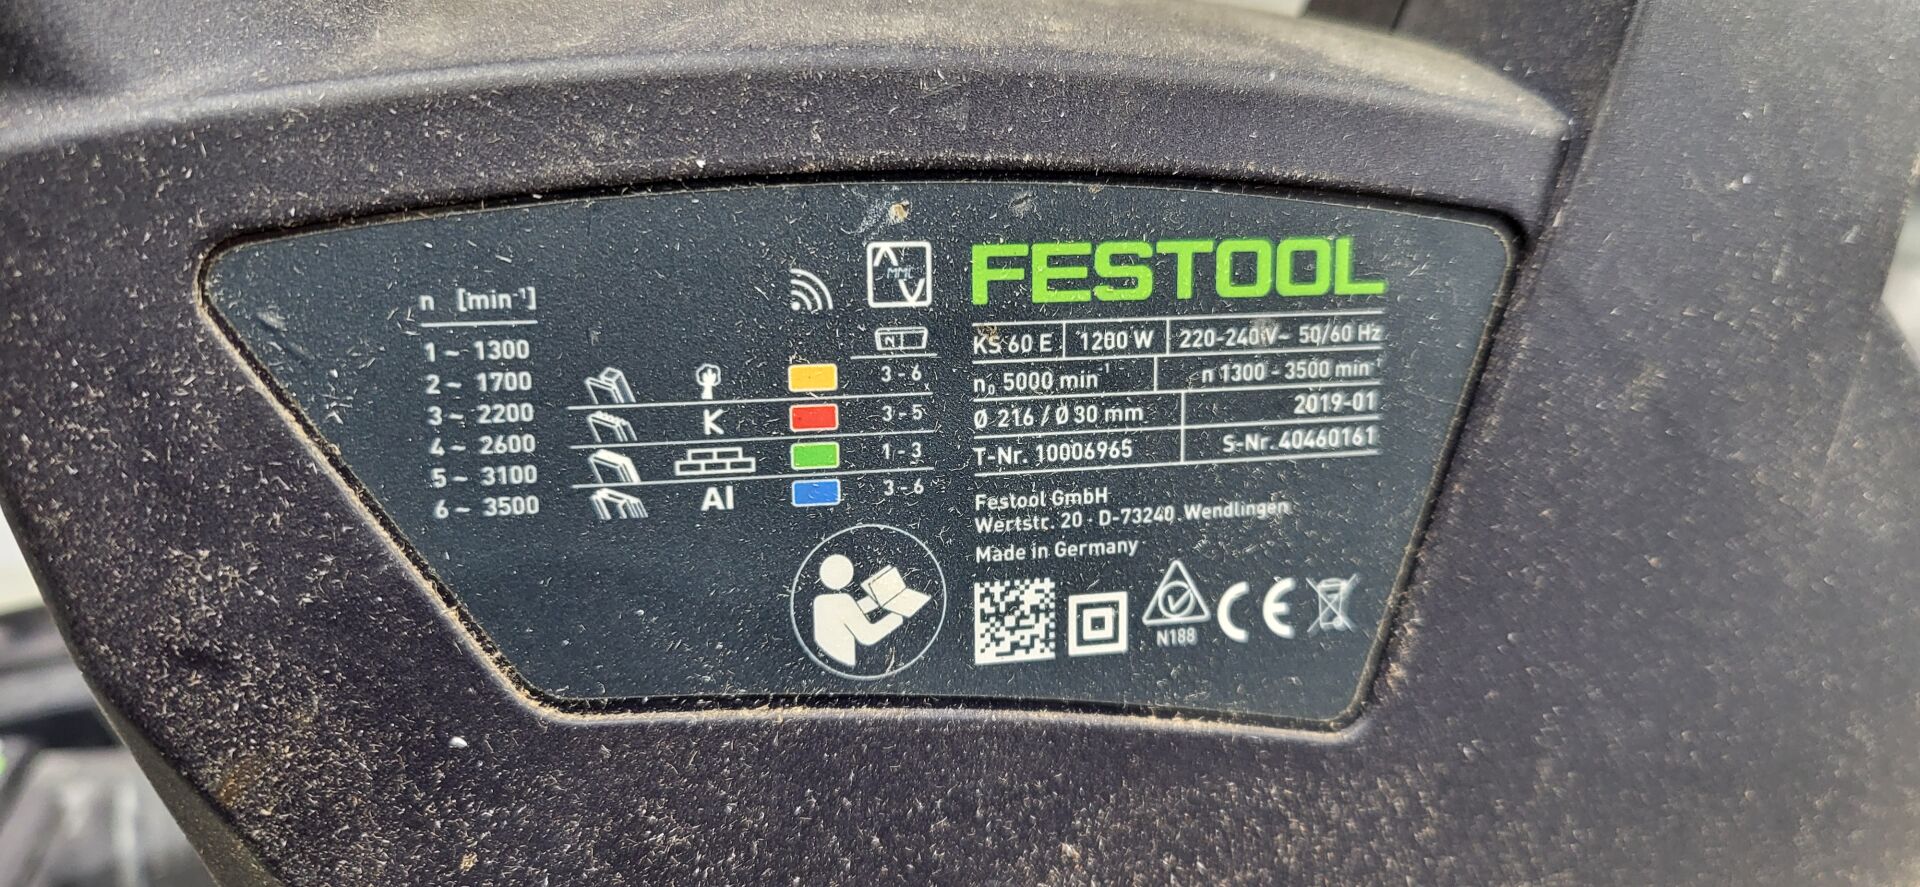 FESTOOL
MMC
n [min⁻¹]
1 ~ 1300
2 ~ 1700
3 ~ 2200
4 ~ 2600
5 ~ 3100
6 ~ 3500
N
3 - 6
K 3 - 5
1 - 3
Al 3 - 6
KS 60 E 1200 W 220-240 V~ 50/60 Hz
n₀ 5000 min⁻¹ n 1300 - 3500 min⁻¹
Ø 216 / Ø 30 mm 2019-01
T-Nr. 10006965 S-Nr. 40460161
Festool GmbH
Wertstr. 20 · D-73240 Wendlingen
Made in Germany
N188
CE